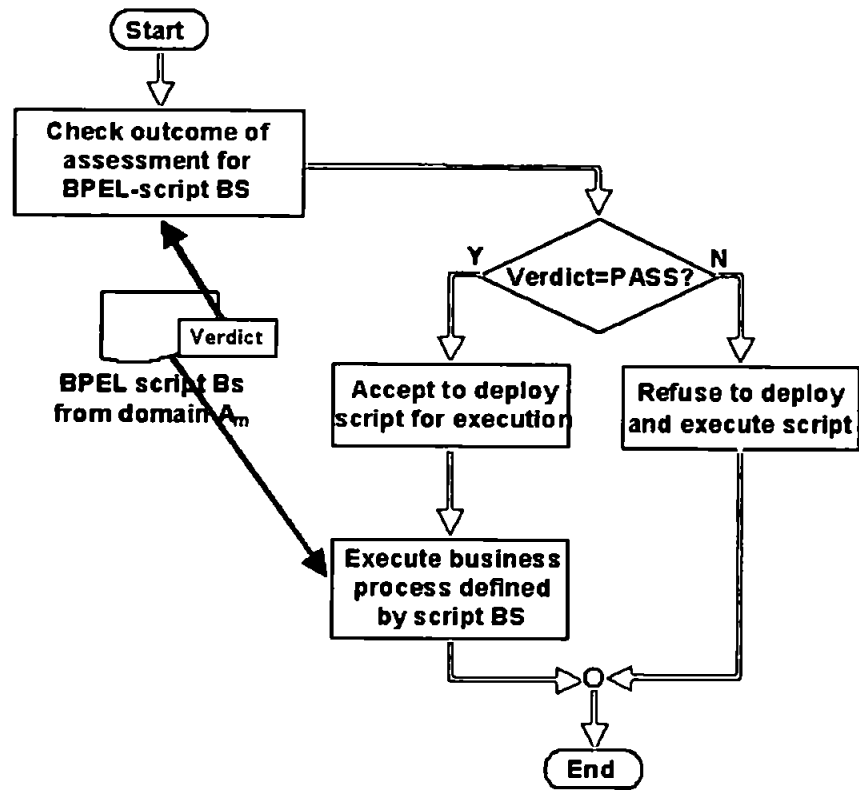 Start
Check outcome of
assessment for
BPEL-script BS
Y
N
Verdict=PASS?
Verdict
BPEL script Bs
from domain Am
Accept to deploy
script for execution
Refuse to deploy
and execute script
Execute business
process defined
by script BS
End